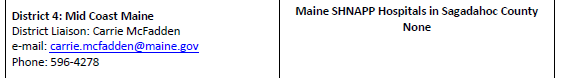 District 4: Mid Coast Maine
District Liaison: Carrie McFadden
e-mail: carrie.mcfadden@maine.gov
Phone: 596-4278
Maine SHNAPP Hospitals in Sagadahoc County
None